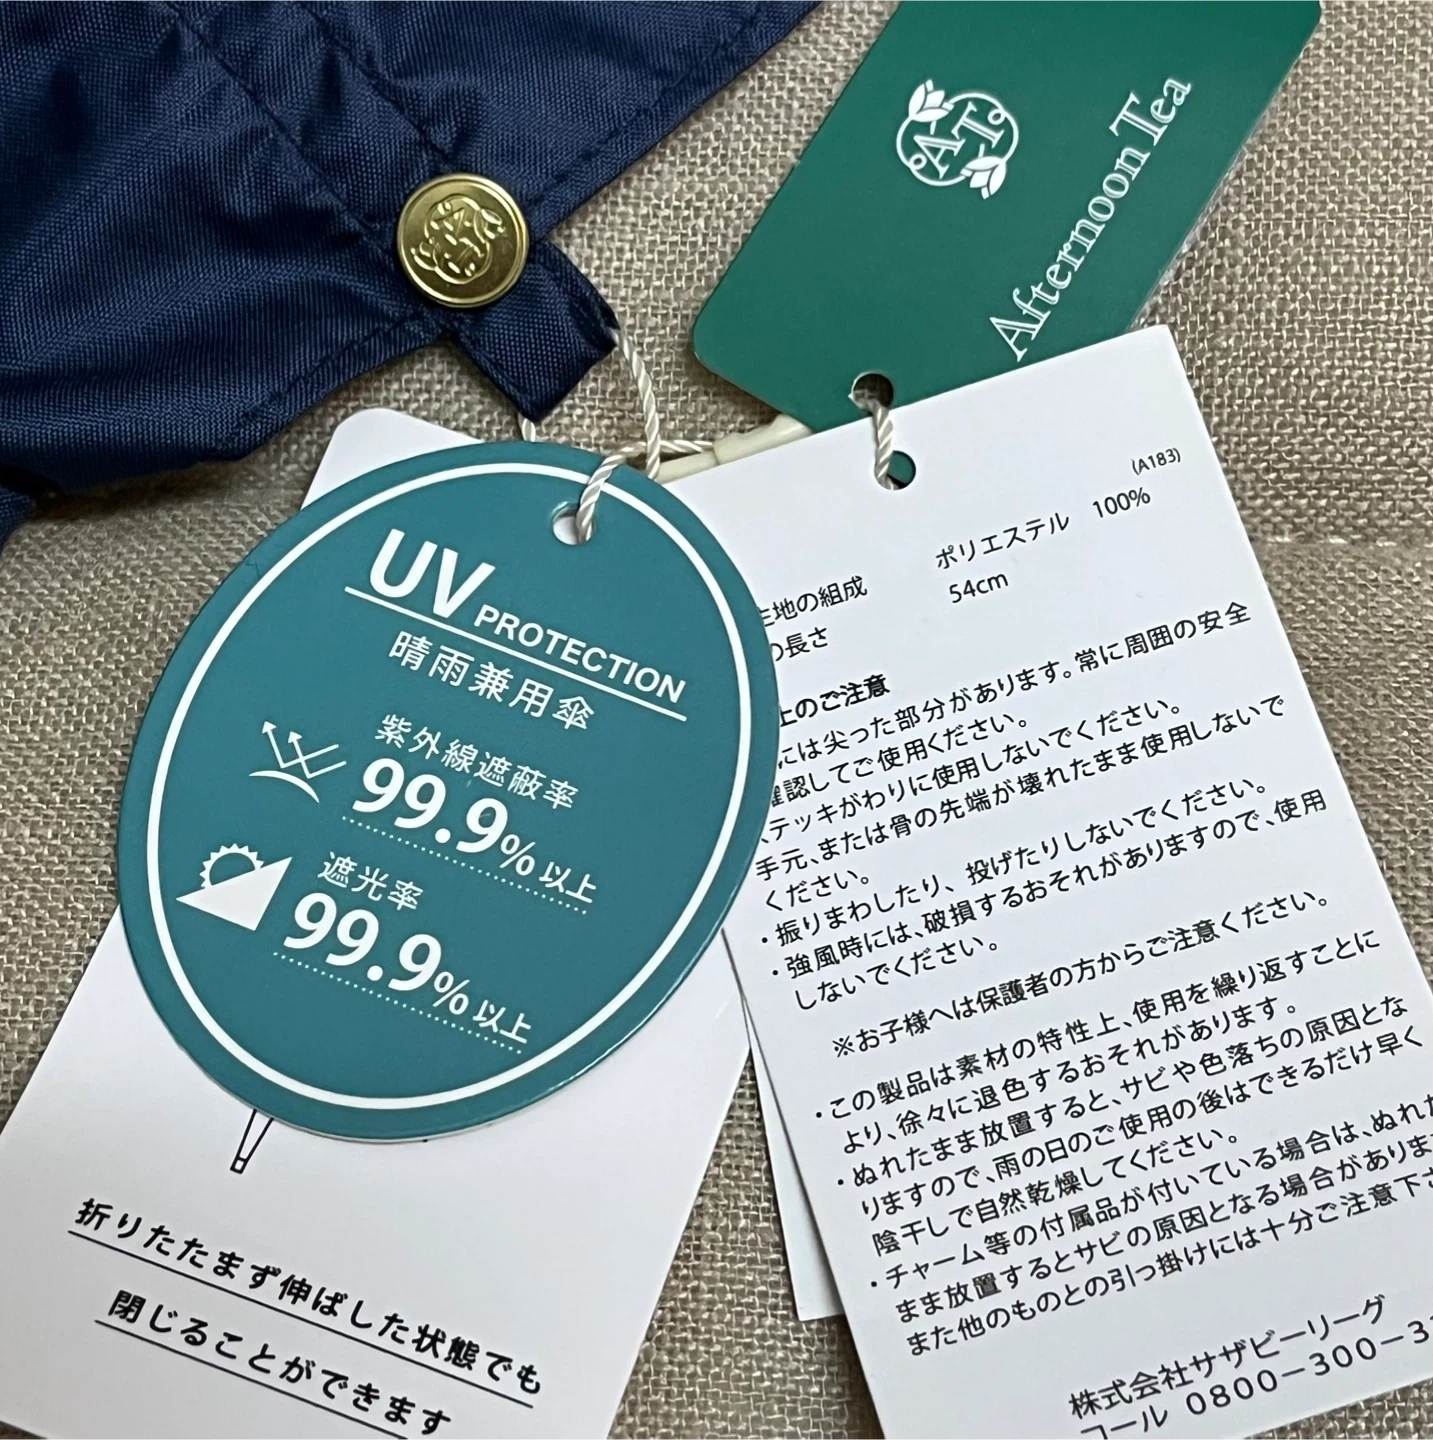 A.T
Afternoon Tea
UV PROTECTION
晴雨兼用傘
紫外線遮蔽率
99.9%以上
遮光率
99.9%以上
折りたたまず伸ばした状態でも
閉じることができます
(A183)
地の組成 ポリエステル 100%
の長さ 54cm
上のご注意
には尖った部分があります。常に周囲の安全
認してご使用ください。
テッキがわりに使用しないでください。
手元、または骨の先端が壊れたまま使用しないで
ください。
・振りまわしたり、投げたりしないでください。
・強風時には、破損するおそれがありますので、使用
しないでください。
※お子様へは保護者の方からご注意ください。
・この製品は素材の特性上、使用を繰り返すことに
より、徐々に退色するおそれがあります。
・ぬれたまま放置すると、サビや色落ちの原因とな
りますので、雨の日のご使用の後はできるだけ早く
陰干しで自然乾燥してください。
・チャーム等の付属品が付いている場合は、ぬれた
まま放置するとサビの原因となる場合がありま
また他のものとの引っ掛けには十分ご注意下さ
株式会社サザビーリーグ
コール 0800−300−3